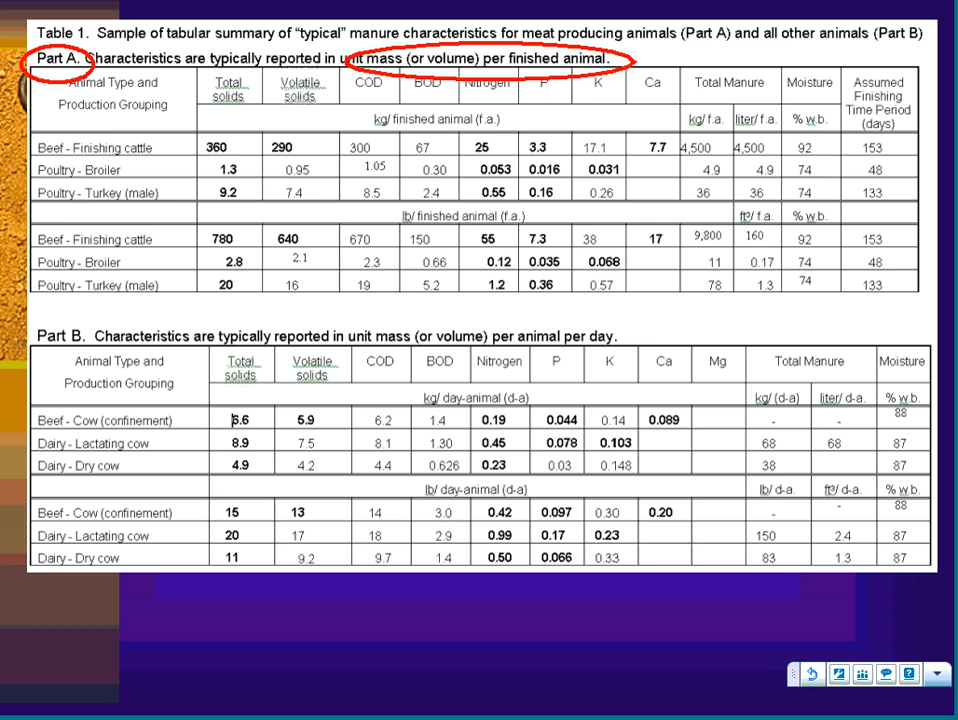 Table 1. Sample of tabular summary of “typical” manure characteristics for meat producing animals (Part A) and all other animals (Part B)
Part A. Characteristics are typically reported in unit mass (or volume) per finished animal.
Animal Type and Production Grouping Total solids Volatile solids COD BOD Nitrogen P K Ca Total Manure Moisture Assumed Finishing Time Period (days)
kg/ finished animal (f.a.) kg/ f.a. liter/ f.a. % w.b.
Beef - Finishing cattle 360 290 300 67 25 3.3 17.1 7.7 4,500 4,500 92 153
Poultry - Broiler 1.3 0.95 1.05 0.30 0.053 0.016 0.031 4.9 4.9 74 48
Poultry - Turkey (male) 9.2 7.4 8.5 2.4 0.55 0.16 0.26 36 36 74 133
lb/ finished animal (f.a.) ft³/ f.a. % w.b.
Beef - Finishing cattle 780 640 670 150 55 7.3 38 17 9,800 160 92 153
Poultry - Broiler 2.8 2.1 2.3 0.66 0.12 0.035 0.068 11 0.17 74 48
Poultry - Turkey (male) 20 16 19 5.2 1.2 0.36 0.57 78 1.3 74 133
Part B. Characteristics are typically reported in unit mass (or volume) per animal per day.
Animal Type and Production Grouping Total solids Volatile solids COD BOD Nitrogen P K Ca Mg Total Manure Moisture
kg/ day-animal (d-a) kg/ (d-a) liter/ d-a. % w.b.
Beef - Cow (confinement) 6.6 5.9 6.2 1.4 0.19 0.044 0.14 0.089 - - 88
Dairy - Lactating cow 8.9 7.5 8.1 1.30 0.45 0.078 0.103 68 68 87
Dairy - Dry cow 4.9 4.2 4.4 0.626 0.23 0.03 0.148 38 87
lb/ day-animal (d-a) lb/ d-a. ft³/ d-a. % w.b.
Beef - Cow (confinement) 15 13 14 3.0 0.42 0.097 0.30 0.20 - - 88
Dairy - Lactating cow 20 17 18 2.9 0.99 0.17 0.23 150 2.4 87
Dairy - Dry cow 11 9.2 9.7 1.4 0.50 0.066 0.33 83 1.3 87